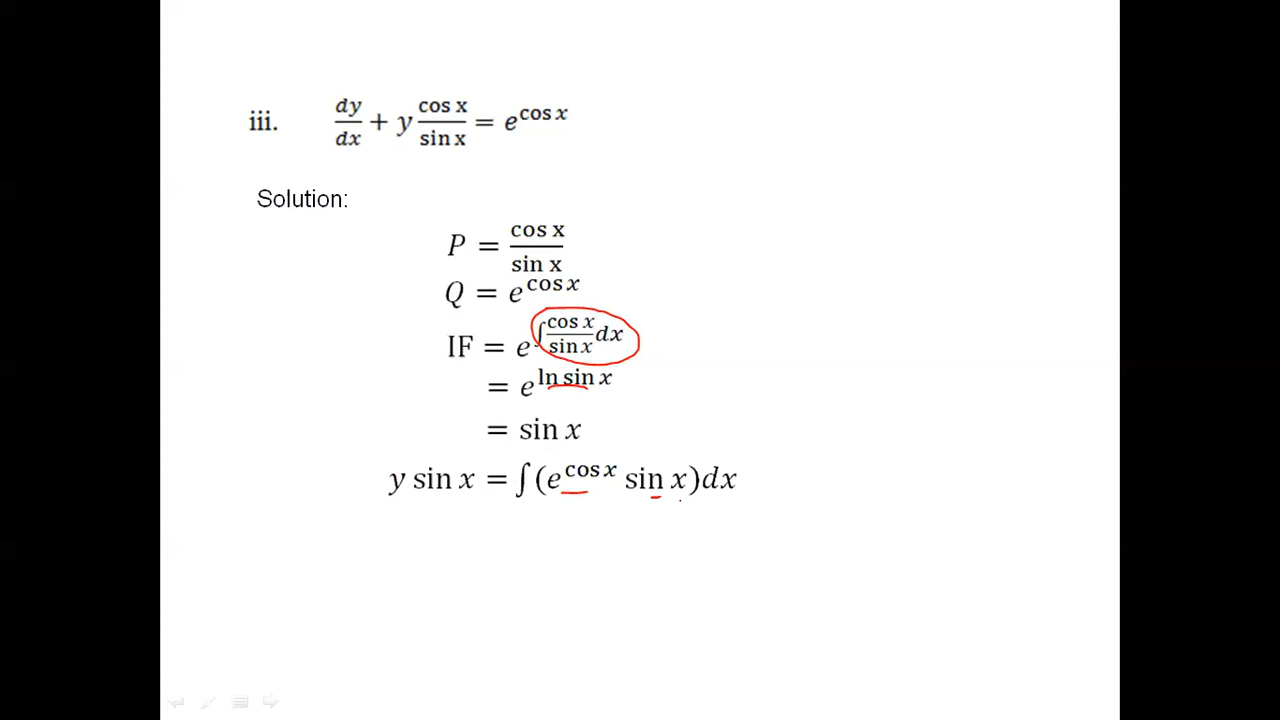 iii. dy/dx + y cos x/sin x = e^cos x
Solution:
P = cos x/sin x
Q = e^cos x
IF = e^∫cos x/sin x dx
= e^ln sin x
= sin x
y sin x = ∫(e^cos x sin x)dx